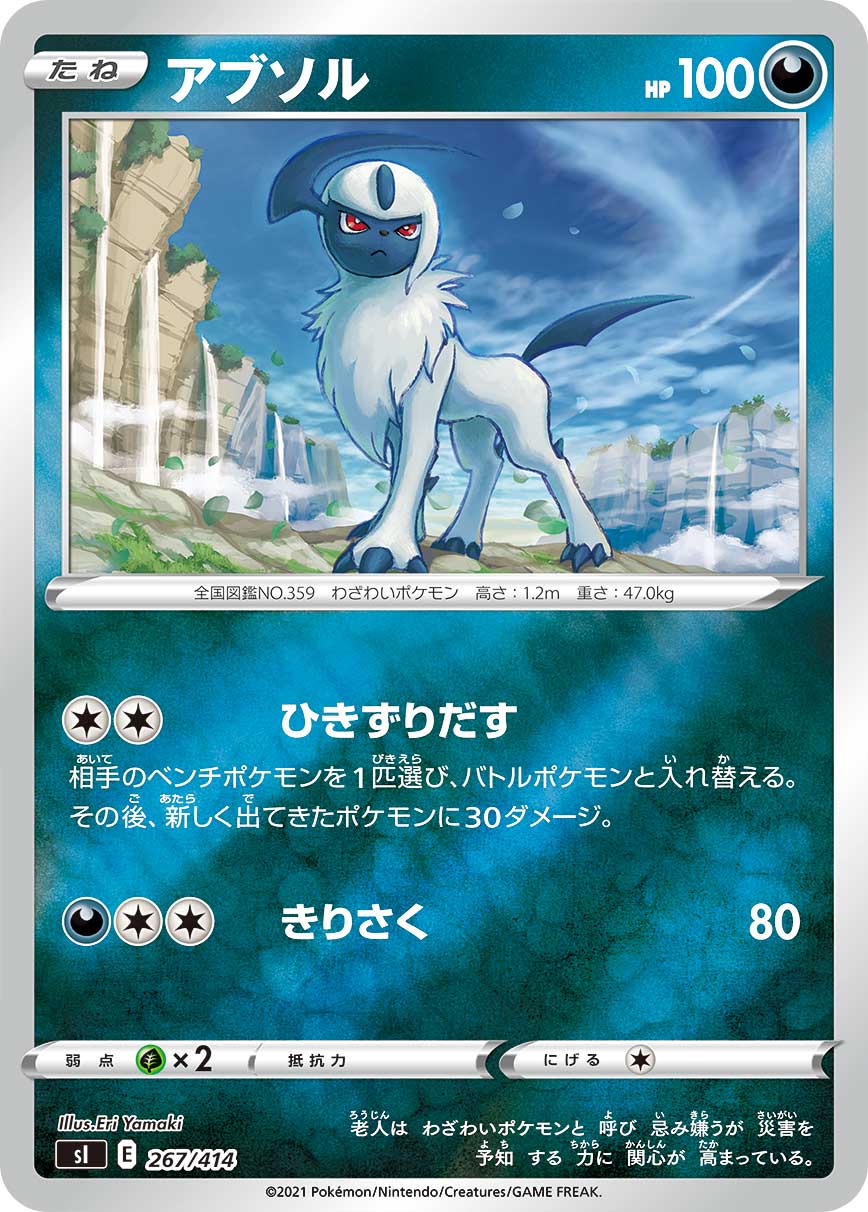 たね アブソル HP 100
全国図鑑NO.359 わざわいポケモン 高さ：1.2m 重さ：47.0kg
ひきずりだす
相手のベンチポケモンを1匹選び、バトルポケモンと入れ替える。
その後、新しく出てきたポケモンに30ダメージ。
きりさく 80
弱点 ×2 抵抗力 にげる
Illus.Eri Yamaki
老人は わざわいポケモンと 呼び 忌み嫌うが 災害を
予知 する 力に 関心が 高まっている。
sI E 267/414
©2021 Pokémon/Nintendo/Creatures/GAME FREAK.